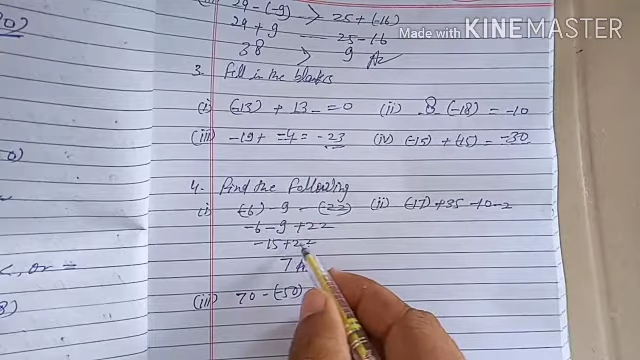 (ii) 29 - (-9) > 25 + (-16)
29 + 9 25 - 16
38 > 9 Ar
3. Fill in the blanks
(i) (-13) + 13 = 0 (ii) 8 (-18) = -10
(iii) -19 + -4 = -23 (iv) (-15) + (-15) = -30
4. Find the following
(i) (-6) - 9 - (-22) (ii) (-17) + 35 - 10 - 2
-6 - 9 + 22
-15 + 22
7 A
(iii) 70 - (-50)
Made with KINEMASTER